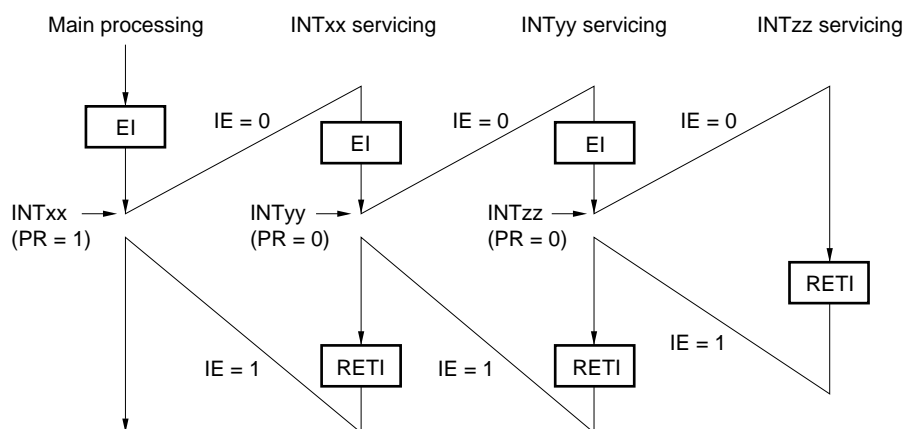 Main processing
INTxx servicing
INTyy servicing
INTzz servicing
EI
IE = 0
EI
IE = 0
EI
IE = 0
INTxx
(PR = 1)
INTyy
(PR = 0)
INTzz
(PR = 0)
RETI
IE = 1
RETI
IE = 1
RETI
IE = 1